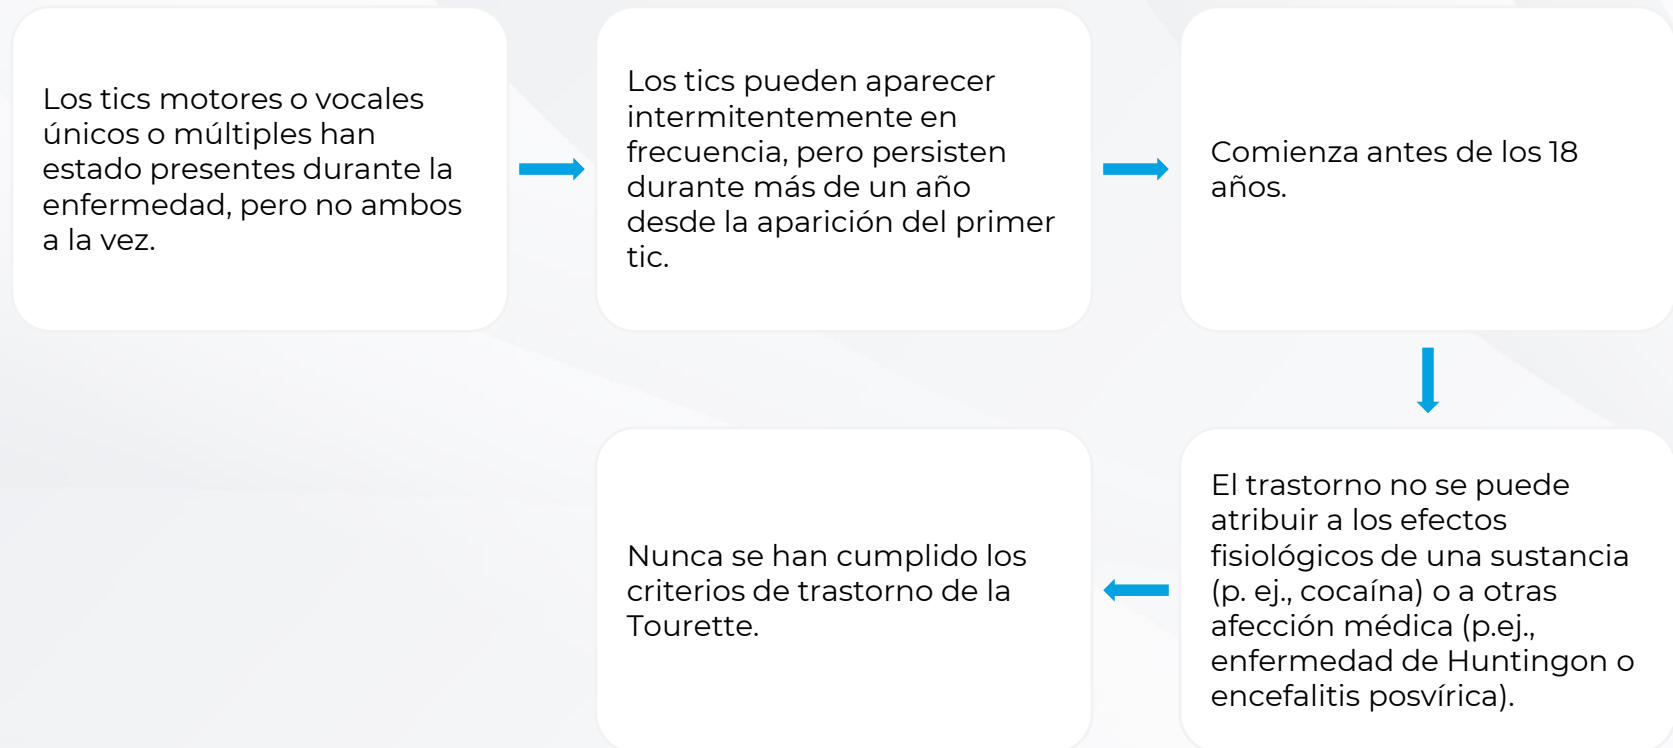 Los tics motores o vocales
únicos o múltiples han
estado presentes durante la
enfermedad, pero no ambos
a la vez.
Los tics pueden aparecer
intermitentemente en
frecuencia, pero persisten
durante más de un año
desde la aparición del primer
tic.
Comienza antes de los 18
años.
El trastorno no se puede
atribuir a los efectos
fisiológicos de una sustancia
(p. ej., cocaína) o a otras
afección médica (p.ej.,
enfermedad de Huntingon o
encefalitis posvírica).
Nunca se han cumplido los
criterios de trastorno de la
Tourette.